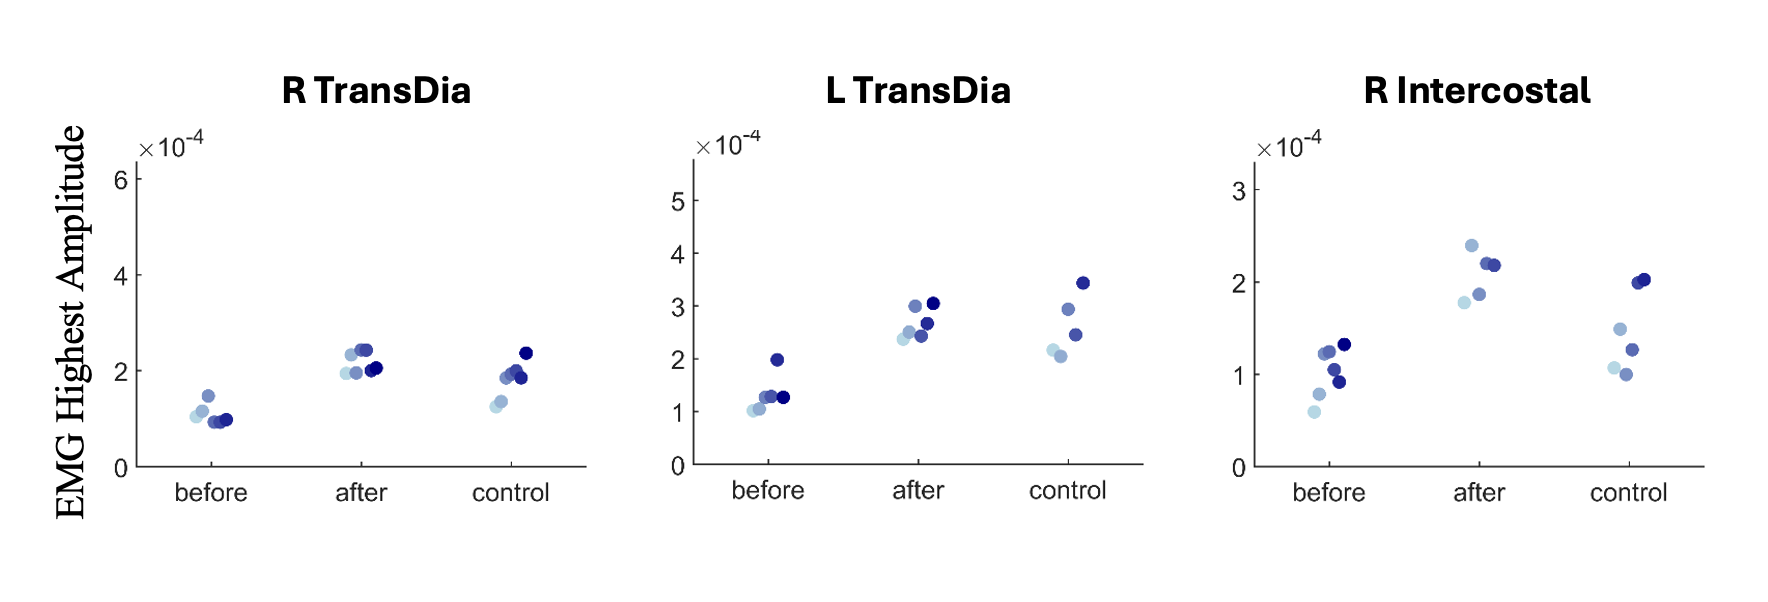 R TransDia
L TransDia
R Intercostal
EMG Highest Amplitude
×10⁻⁴
6
4
2
0
before after control
×10⁻⁴
5
4
3
2
1
0
before after control
×10⁻⁴
3
2
1
0
before after control